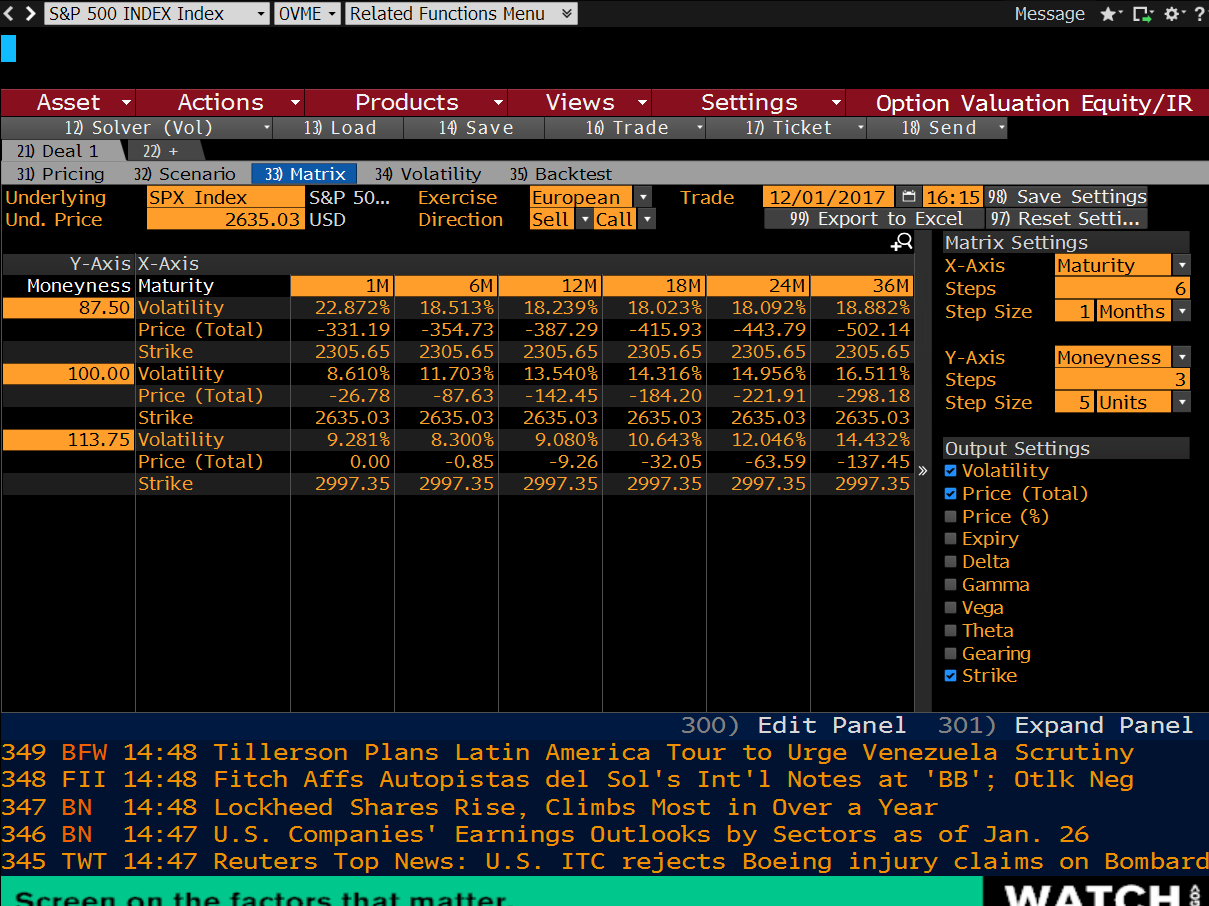 S&P 500 INDEX Index OVME Related Functions Menu Message ?
Asset Actions Products Views Settings Option Valuation Equity/IR
12) Solver (Vol) 13) Load 14) Save 16) Trade 17) Ticket 18) Send
21) Deal 1 22) +
31) Pricing 32) Scenario 33) Matrix 34) Volatility 35) Backtest
Underlying SPX Index S&P 50... Exercise European Trade 12/01/2017 16:15 98) Save Settings
Und. Price 2635.03 USD Direction Sell Call 99) Export to Excel 97) Reset Setti...
Y-Axis X-Axis
Moneyness Maturity 1M 6M 12M 18M 24M 36M
87.50 Volatility 22.872% 18.513% 18.239% 18.023% 18.092% 18.882%
Price (Total) -331.19 -354.73 -387.29 -415.93 -443.79 -502.14
Strike 2305.65 2305.65 2305.65 2305.65 2305.65 2305.65
100.00 Volatility 8.610% 11.703% 13.540% 14.316% 14.956% 16.511%
Price (Total) -26.78 -87.63 -142.45 -184.20 -221.91 -298.18
Strike 2635.03 2635.03 2635.03 2635.03 2635.03 2635.03
113.75 Volatility 9.281% 8.300% 9.080% 10.643% 12.046% 14.432%
Price (Total) 0.00 -0.85 -9.26 -32.05 -63.59 -137.45
Strike 2997.35 2997.35 2997.35 2997.35 2997.35 2997.35
»
Matrix Settings
X-Axis Maturity
Steps 6
Step Size 1 Months
Y-Axis Moneyness
Steps 3
Step Size 5 Units
Output Settings
Volatility
Price (Total)
Price (%)
Expiry
Delta
Gamma
Vega
Theta
Gearing
Strike
300) Edit Panel 301) Expand Panel
349 BFW 14:48 Tillerson Plans Latin America Tour to Urge Venezuela Scrutiny
348 FII 14:48 Fitch Affs Autopistas del Sol's Int'l Notes at 'BB'; Otlk Neg
347 BN 14:48 Lockheed Shares Rise, Climbs Most in Over a Year
346 BN 14:47 U.S. Companies' Earnings Outlooks by Sectors as of Jan. 26
345 TWT 14:47 Reuters Top News: U.S. ITC rejects Boeing injury claims on Bombard
Screen on the factors that matter. WATCH